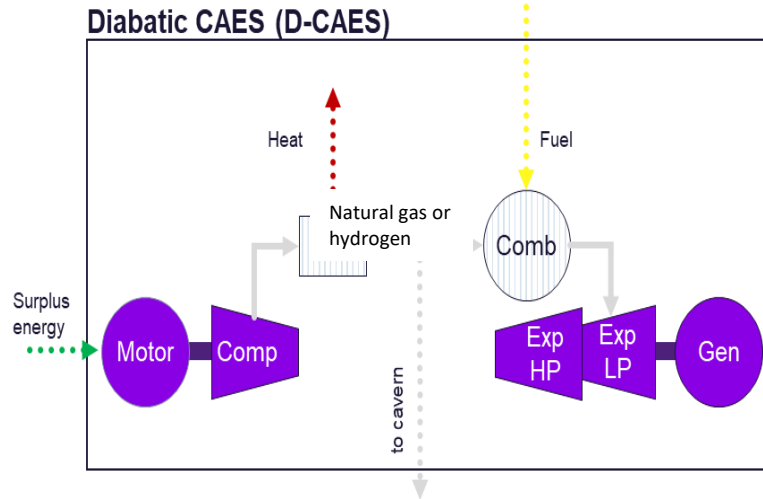 Diabatic CAES (D-CAES)
Heat
Fuel
Natural gas or
hydrogen
Comb
Surplus
energy
Motor
Comp
Exp
HP
Exp
LP
Gen
to cavern